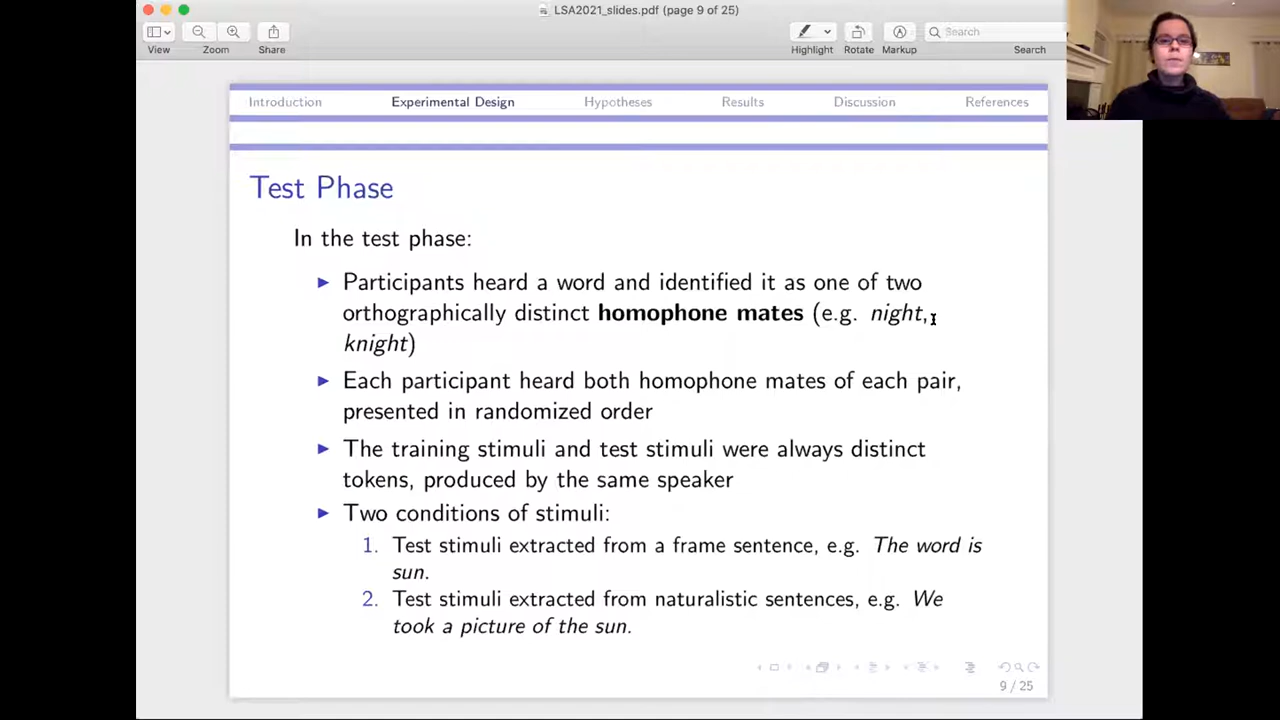 LSA2021_slides.pdf (page 9 of 25)
View Zoom Share Highlight Rotate Markup Search Search
Introduction Experimental Design Hypotheses Results Discussion References
Test Phase
In the test phase:
Participants heard a word and identified it as one of two
orthographically distinct homophone mates (e.g. night,
knight)
Each participant heard both homophone mates of each pair,
presented in randomized order
The training stimuli and test stimuli were always distinct
tokens, produced by the same speaker
Two conditions of stimuli:
1. Test stimuli extracted from a frame sentence, e.g. The word is
sun.
2. Test stimuli extracted from naturalistic sentences, e.g. We
took a picture of the sun.
9 / 25